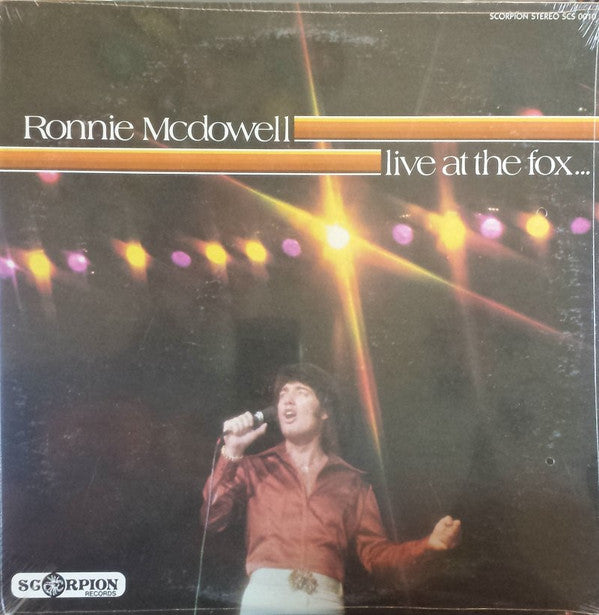 SCORPION STEREO SCS 0010
Ronnie Mcdowell
live at the fox...
SCORPION
RECORDS